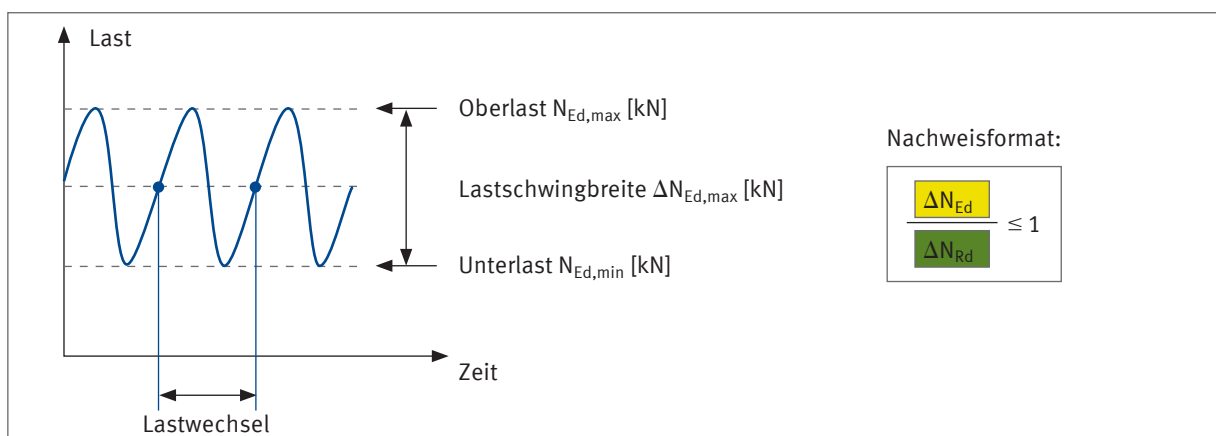 Last
Oberlast N_Ed,max [kN]
Nachweisformat:
Lastschwingbreite ΔN_Ed,max [kN]
ΔN_Ed
≤ 1
ΔN_Rd
Unterlast N_Ed,min [kN]
Zeit
Lastwechsel